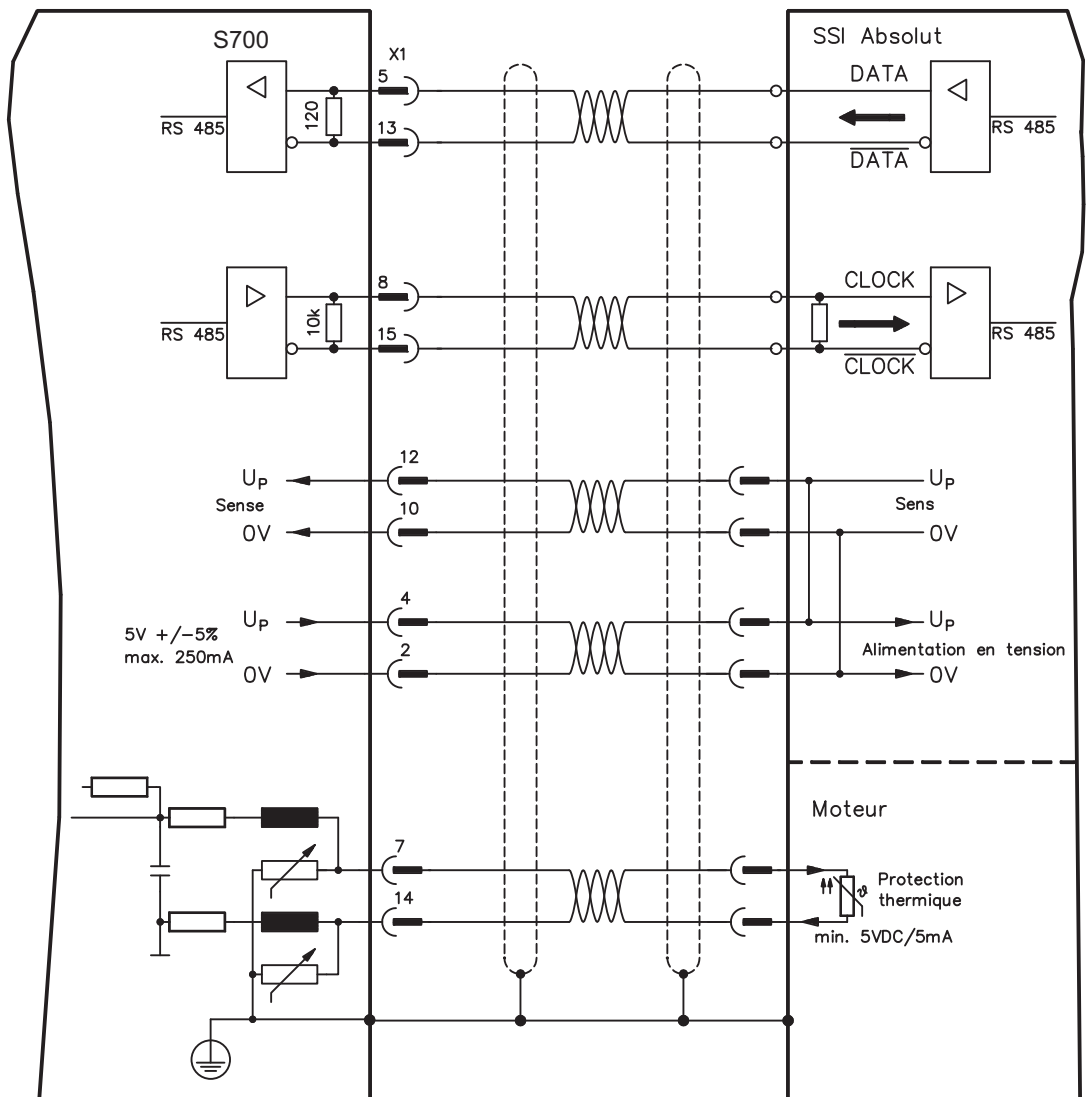 S700
SSI Absolut
X1
5
DATA
120
RS 485
RS 485
13
DATA
8
CLOCK
10k
RS 485
RS 485
15
CLOCK
12
UP
UP
Sense
Sens
10
0V
0V
4
UP
UP
5V +/-5%
max. 250mA
Alimentation en tension
2
0V
0V
Moteur
7
Protection
thermique
ϑ
14
min. 5VDC/5mA